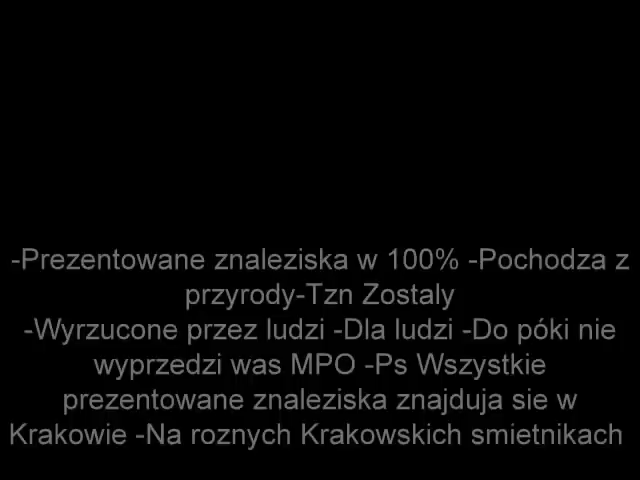 -Prezentowane znaleziska w 100% -Pochodza z
przyrody-Tzn Zostaly
-Wyrzucone przez ludzi -Dla ludzi -Do póki nie
wyprzedzi was MPO -Ps Wszystkie
prezentowane znaleziska znajduja sie w
Krakowie -Na roznych Krakowskich smietnikach